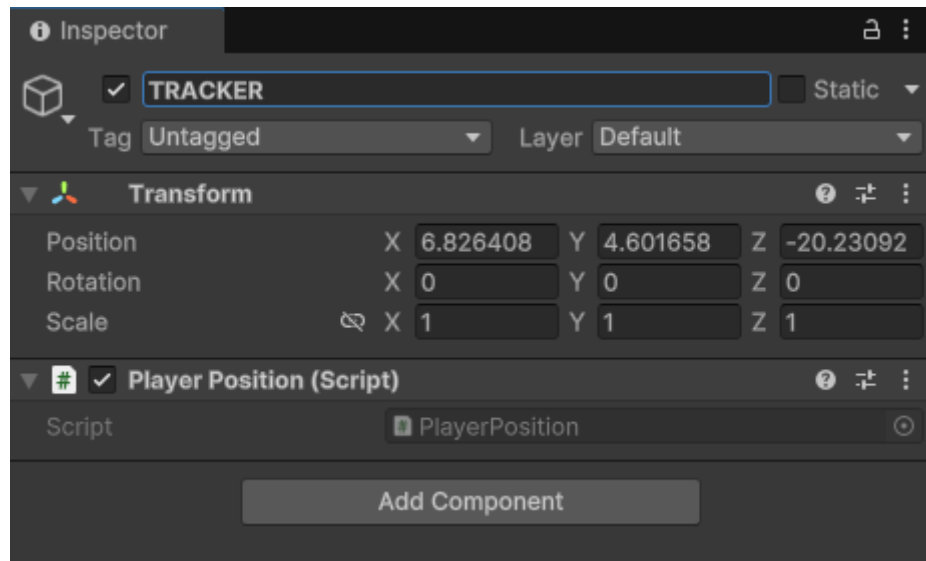 Inspector
TRACKER Static
Tag Untagged Layer Default
Transform
Position X 6.826408 Y 4.601658 Z -20.23092
Rotation X 0 Y 0 Z 0
Scale X 1 Y 1 Z 1
# Player Position (Script)
Script # PlayerPosition
Add Component